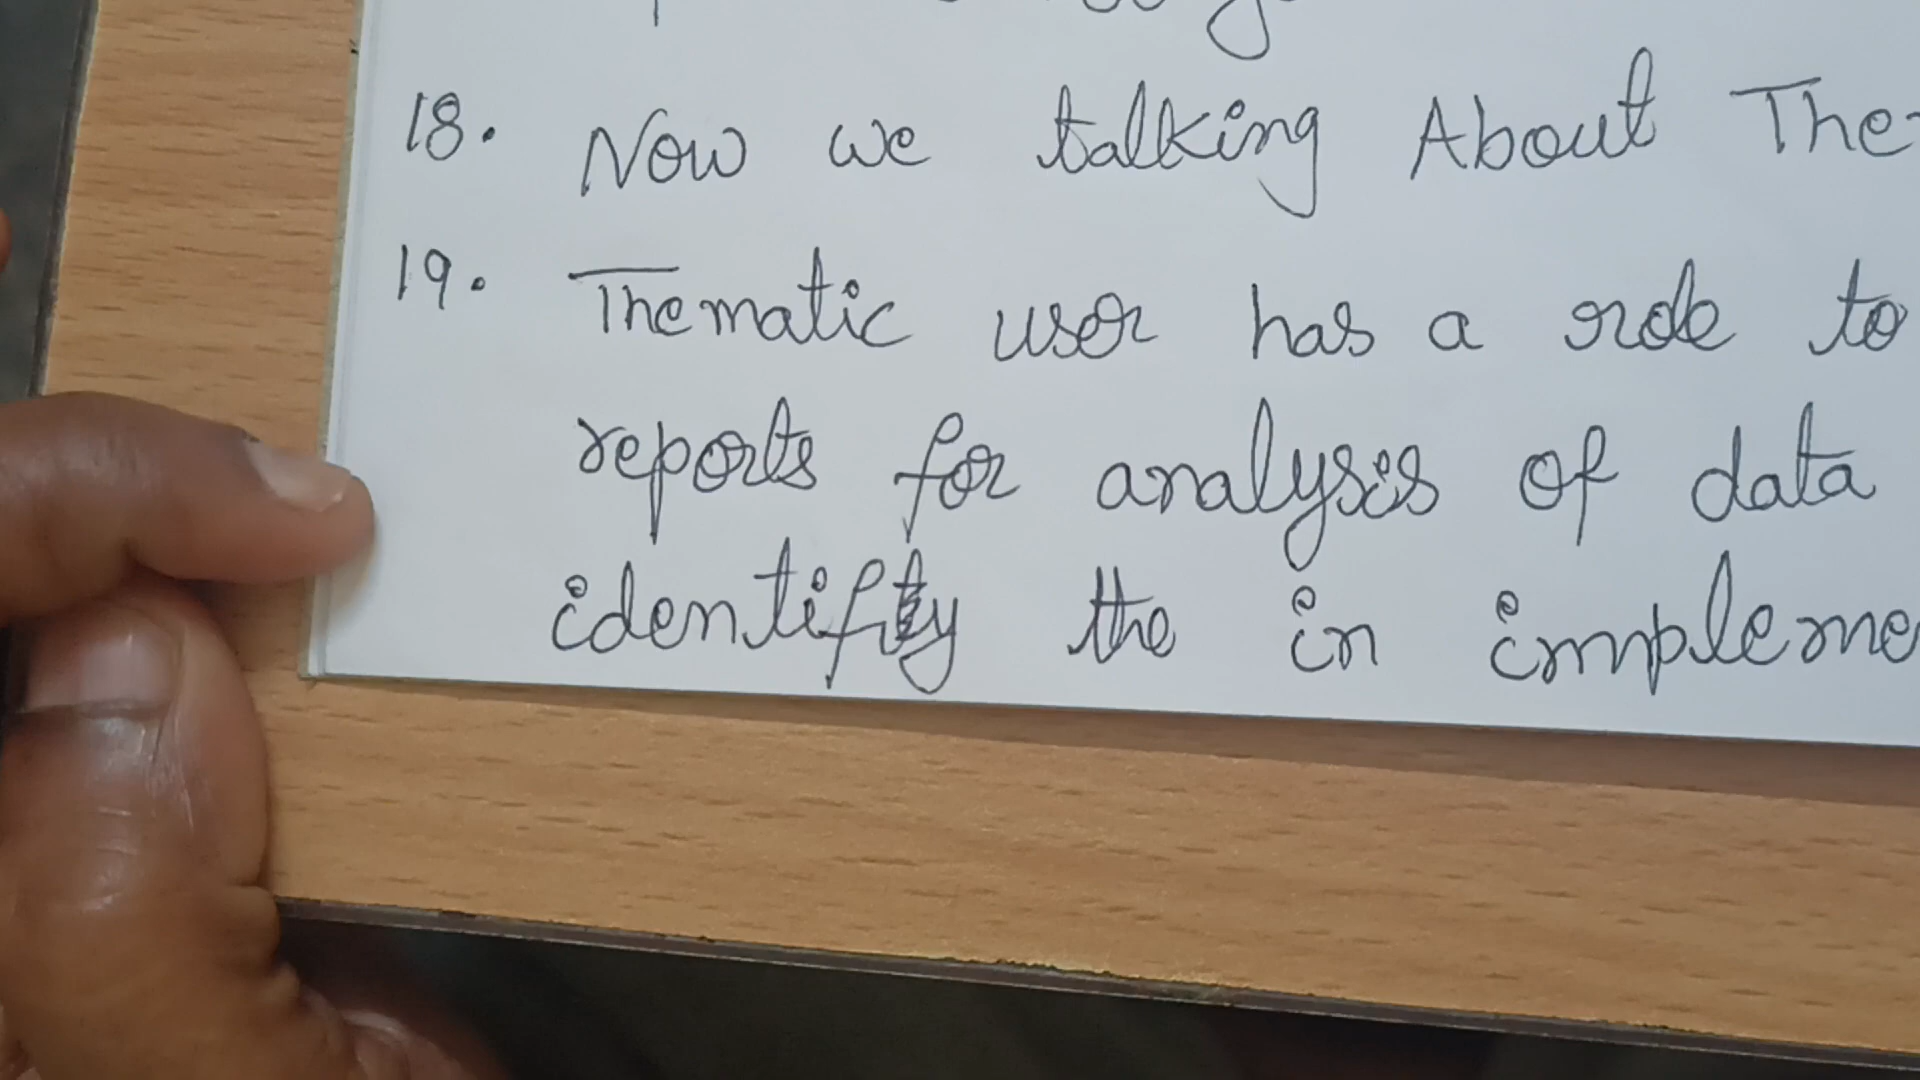 18. Now we talking About The
19. Thematic user has a role to
reports for analysis of data
identify the in impleme